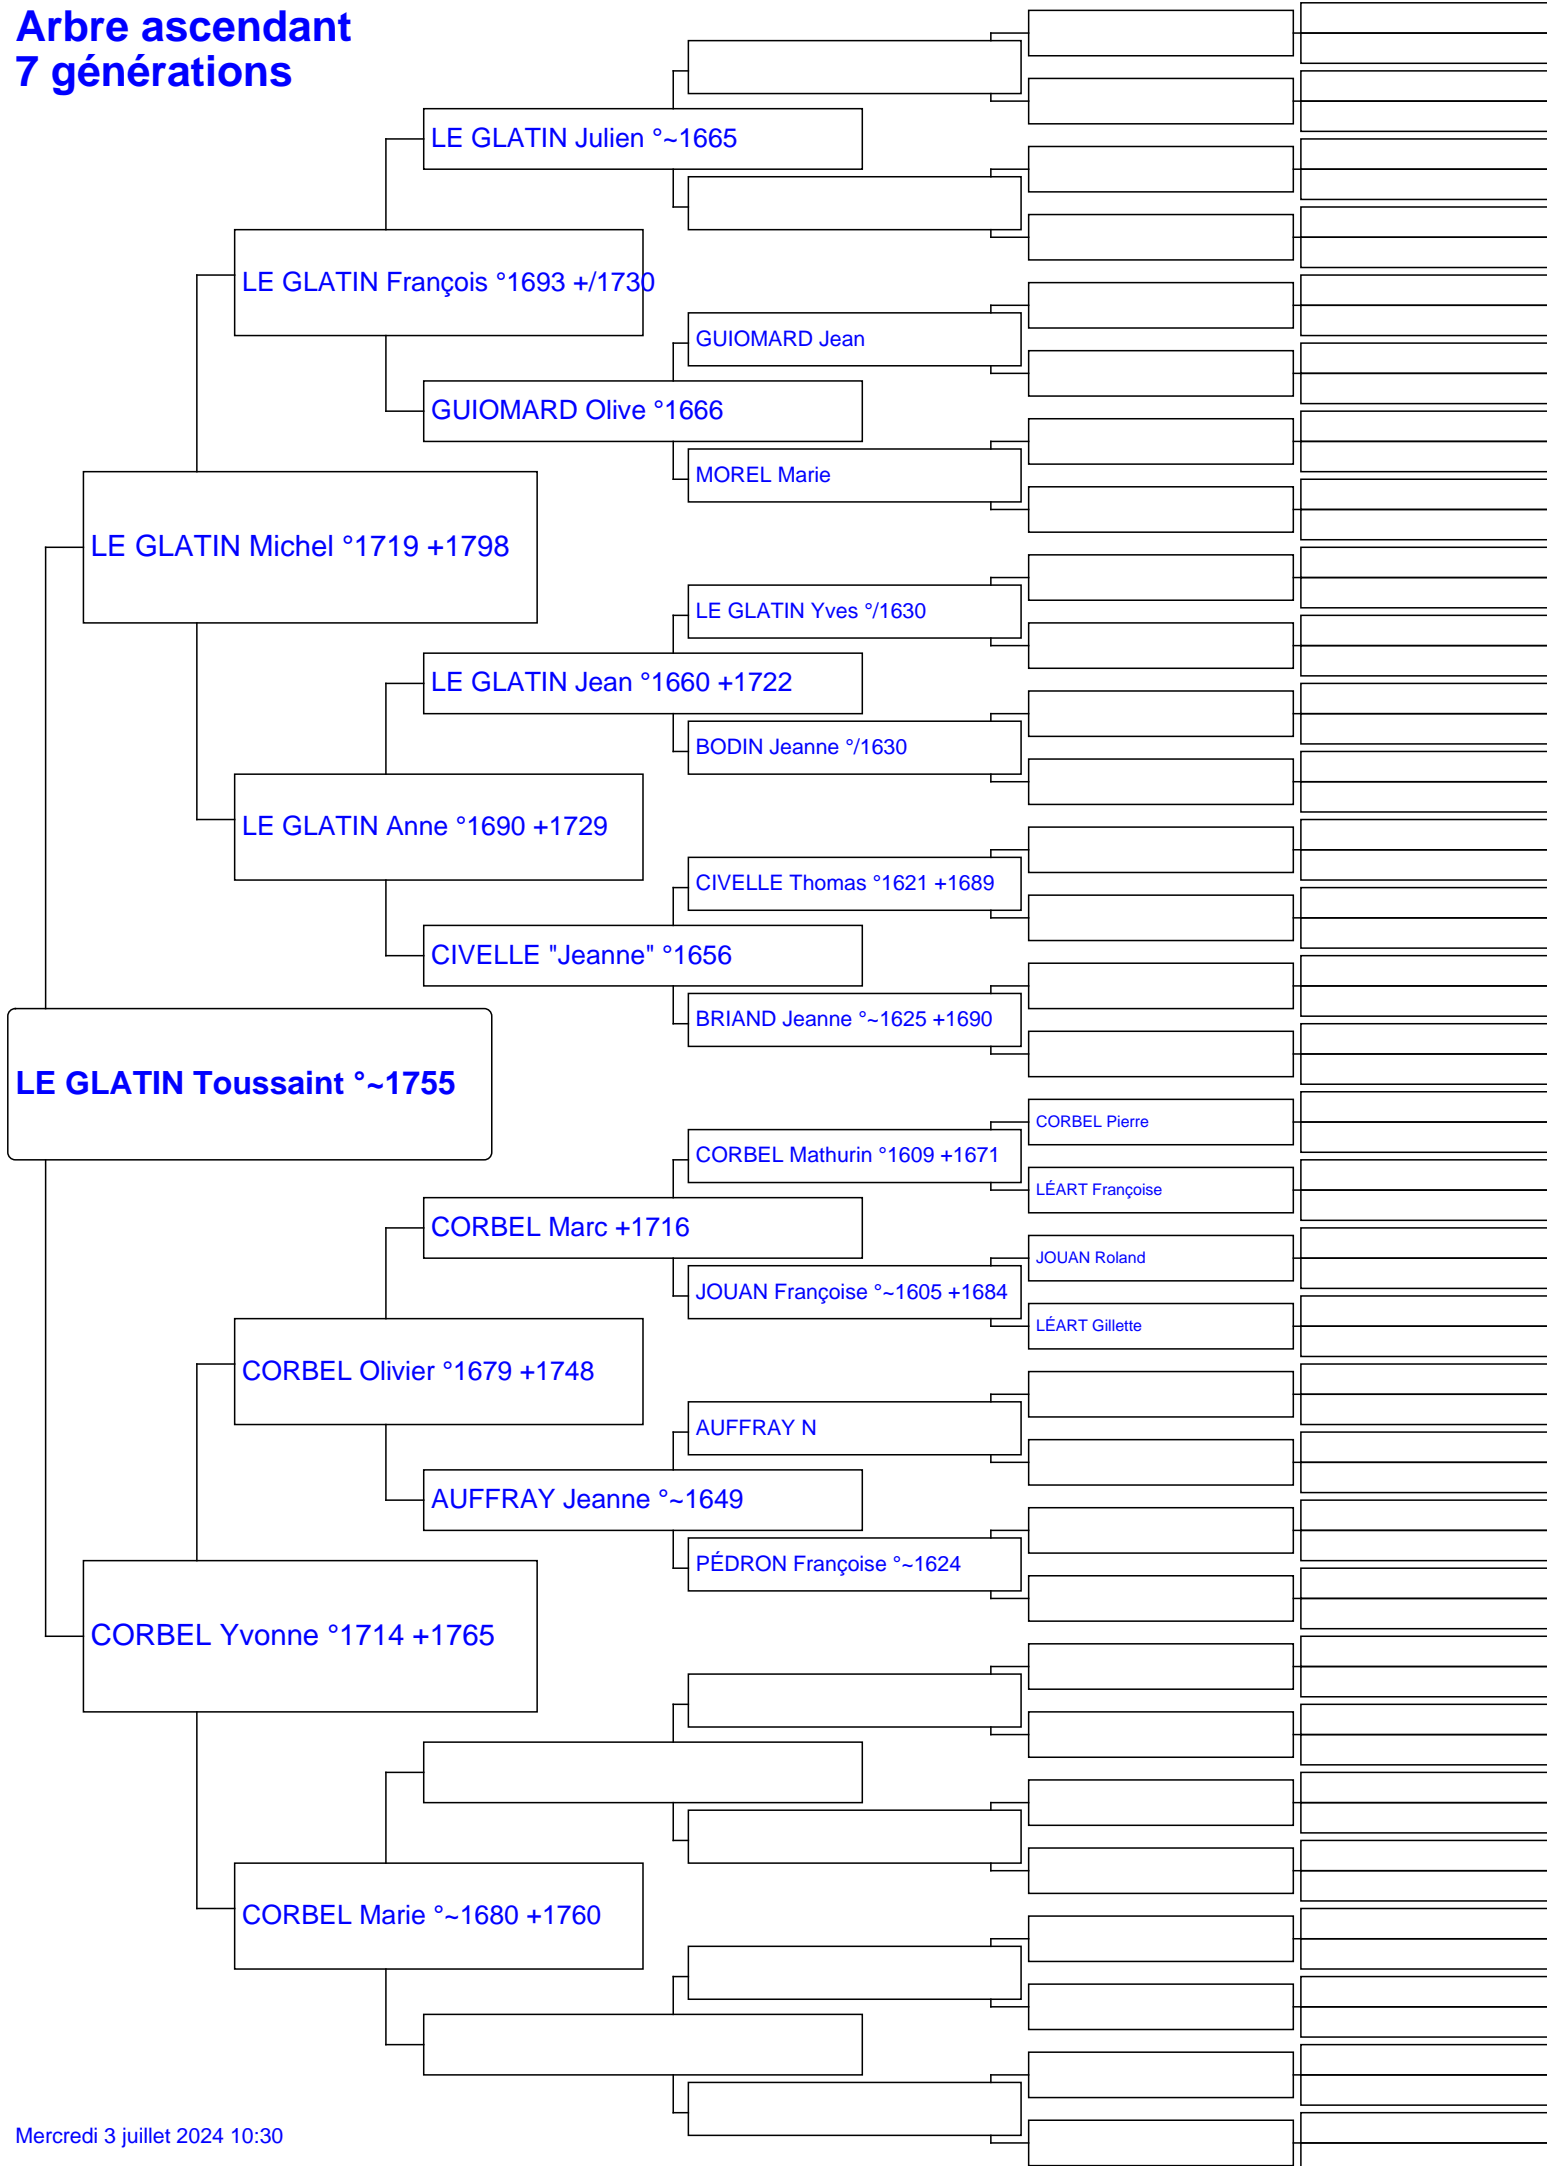 Arbre ascendant
7 générations
LE GLATIN Julien °~1665
LE GLATIN François °1693 +/1730
GUIOMARD Jean
GUIOMARD Olive °1666
MOREL Marie
LE GLATIN Michel °1719 +1798
LE GLATIN Yves °/1630
LE GLATIN Jean °1660 +1722
BODIN Jeanne °/1630
LE GLATIN Anne °1690 +1729
CIVELLE Thomas °1621 +1689
CIVELLE "Jeanne" °1656
BRIAND Jeanne °~1625 +1690
LE GLATIN Toussaint °~1755
CORBEL Pierre
CORBEL Mathurin °1609 +1671
LÉART Françoise
CORBEL Marc +1716
JOUAN Roland
JOUAN Françoise °~1605 +1684
LÉART Gillette
CORBEL Olivier °1679 +1748
AUFFRAY N
AUFFRAY Jeanne °~1649
PÉDRON Françoise °~1624
CORBEL Yvonne °1714 +1765
CORBEL Marie °~1680 +1760
Mercredi 3 juillet 2024 10:30